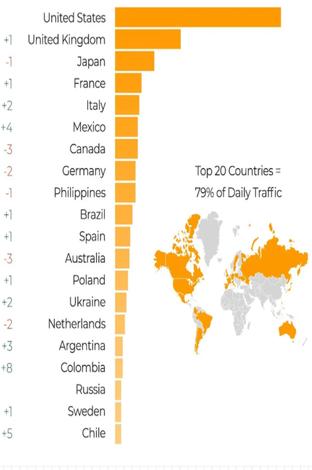 United States
+1 United Kingdom
-1 Japan
+1 France
+2 Italy
+4 Mexico
-3 Canada
-2 Germany
-1 Philippines
+1 Brazil
+1 Spain
-3 Australia
+1 Poland
+2 Ukraine
-2 Netherlands
+3 Argentina
+8 Colombia
Russia
+1 Sweden
+5 Chile
Top 20 Countries =
79% of Daily Traffic